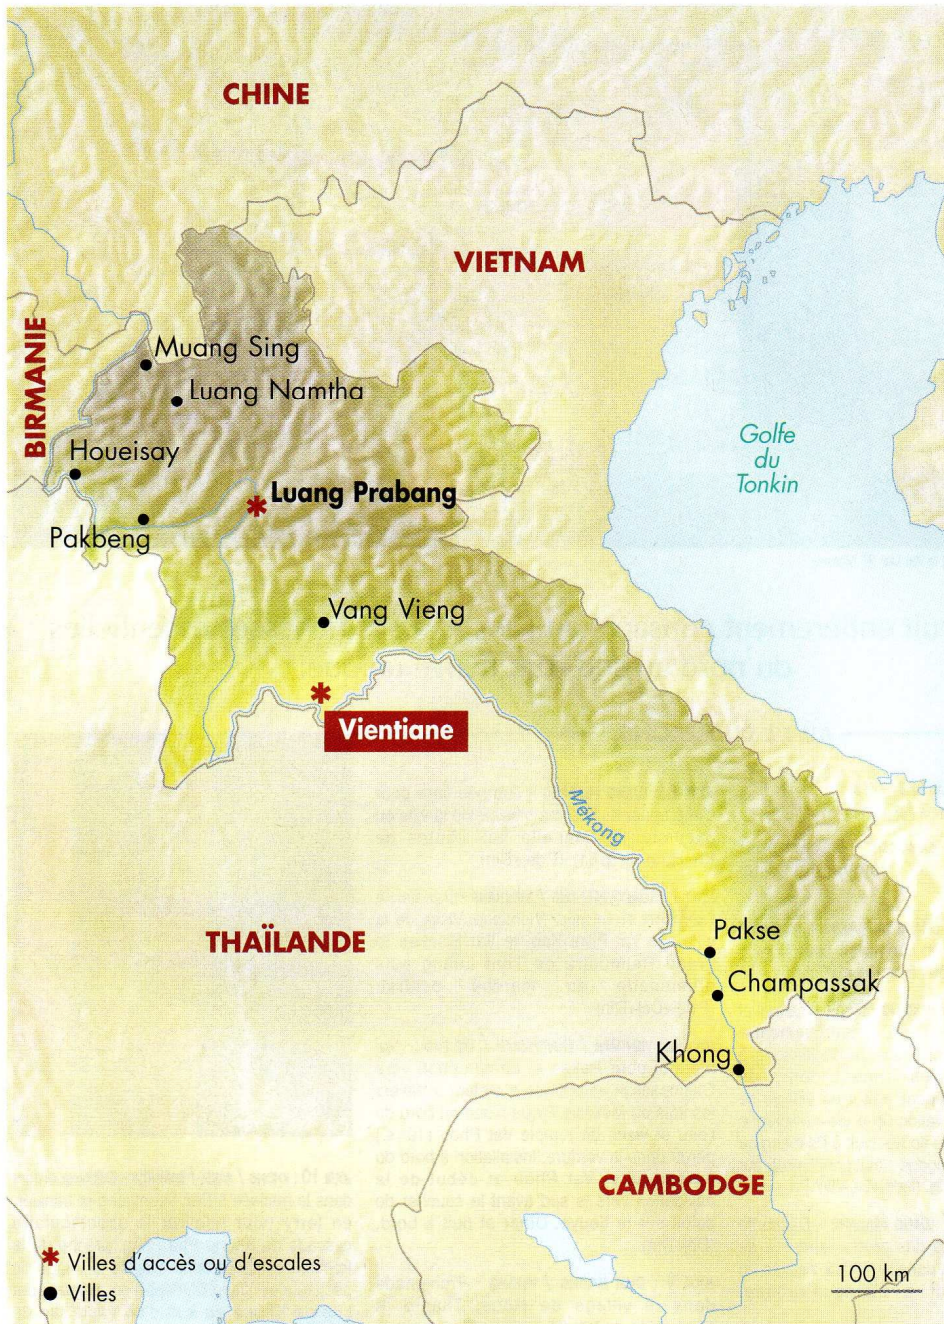 CHINE
VIETNAM
BIRMANIE
Muang Sing
Luang Namtha
Houeisay
Golfe
du
Tonkin
Luang Prabang
Pakbeng
Vang Vieng
Vientiane
Mékong
THAÏLANDE
Pakse
Champassak
Khong
CAMBODGE
Villes d'accès ou d'escales
Villes
100 km